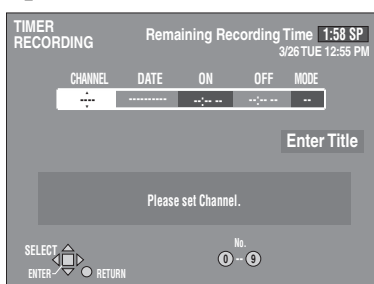 TIMER RECORDING
Remaining Recording Time 1:58 SP
3/26 TUE 12:55 PM
CHANNEL DATE ON OFF MODE
---- ---------- --:-- -- --:-- -- --
Enter Title
Please set Channel.
SELECT
ENTER RETURN
No.
0 -- 9